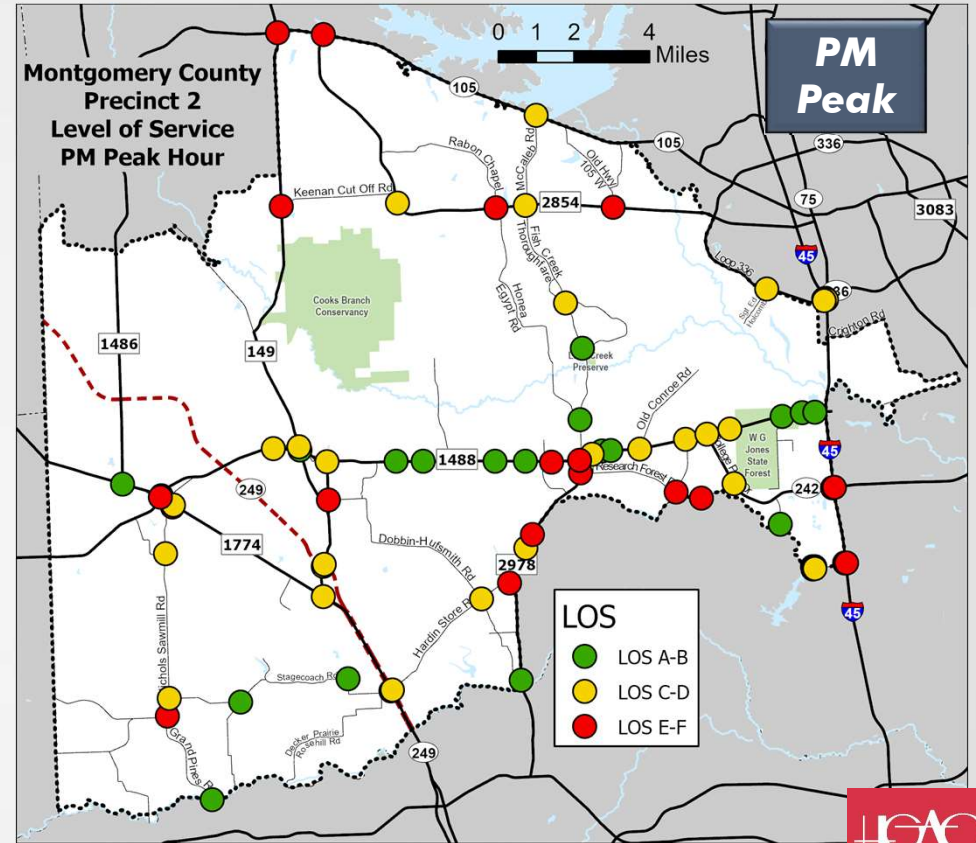 Montgomery County
Precinct 2
Level of Service
PM Peak Hour
0 1 2 4
Miles
PM
Peak
105
105
336
75
3083
45
Rabon Chapel
McCaleb Rd
Old Hwy
105 W
Keenan Cut Off Rd
2854
Fish Creek
Thoroughfare
Honea
Egypt Rd
Loop 336
Sgt Ed
Holcomb
36
Crighton Rd
Cooks Branch
Conservancy
1486
149
Creek
Preserve
Old Conroe Rd
W G
Jones
State
Forest
45
1488
Research Forest
242
249
1774
Dobbin-Hufsmith Rd
2978
Hardin Store
45
Nichols Sawmill Rd
Stagecoach Rd
Decker Prairie
Rosehill Rd
Grand Pines
249
LOS
LOS A-B
LOS C-D
LOS E-F